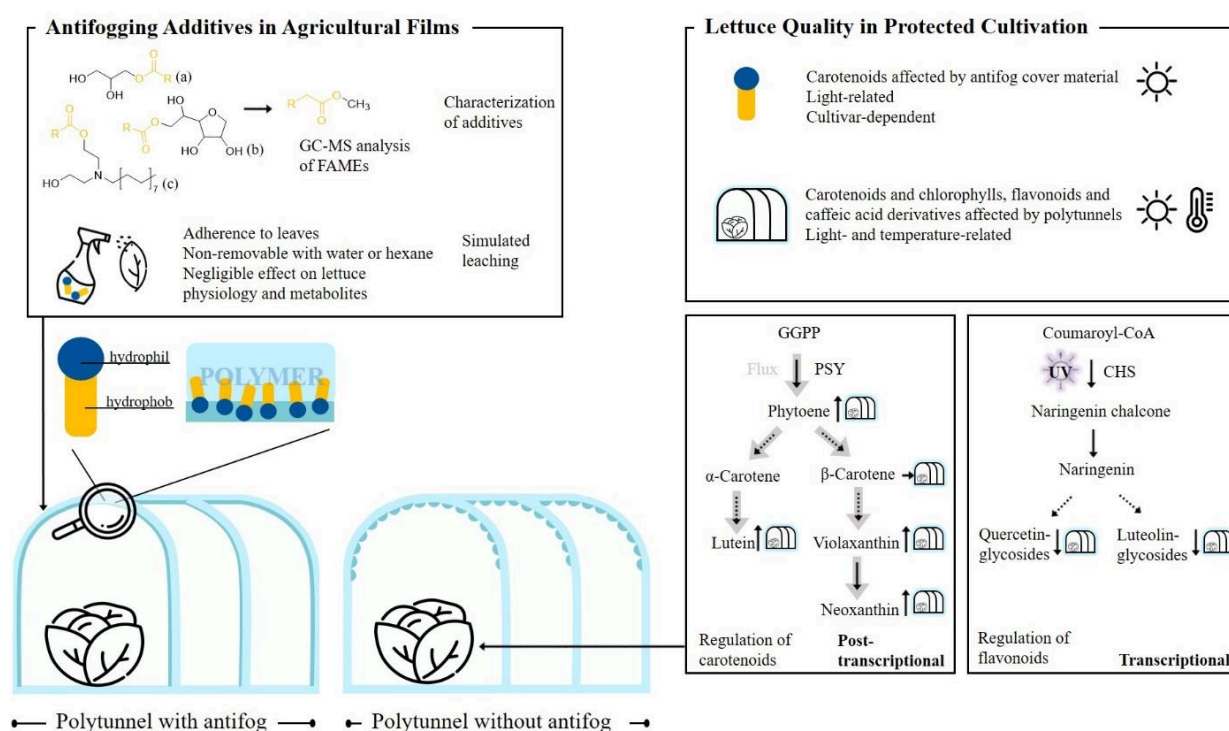 Antifogging Additives in Agricultural Films
HO
OH
O
O
R
(a)
R
O
O
HO
N
7
(c)
R
O
O
HO
O
HO
OH
(b)
R
O
O
CH₃
GC-MS analysis
of FAMEs
Characterization
of additives
Adherence to leaves
Non-removable with water or hexane
Negligible effect on lettuce
physiology and metabolites
Simulated
leaching
hydrophil
hydrophob
POLYMER
Polytunnel with antifog
Polytunnel without antifog
Lettuce Quality in Protected Cultivation
Carotenoids affected by antifog cover material
Light-related
Cultivar-dependent
Carotenoids and chlorophylls, flavonoids and
caffeic acid derivatives affected by polytunnels
Light- and temperature-related
GGPP
Flux
PSY
Phytoene
α-Carotene
β-Carotene
Lutein
Violaxanthin
Neoxanthin
Regulation of
carotenoids
Post-
transcriptional
Coumaroyl-CoA
UV
CHS
Naringenin chalcone
Naringenin
Quercetin-
glycosides
Luteolin-
glycosides
Regulation of
flavonoids
Transcriptional